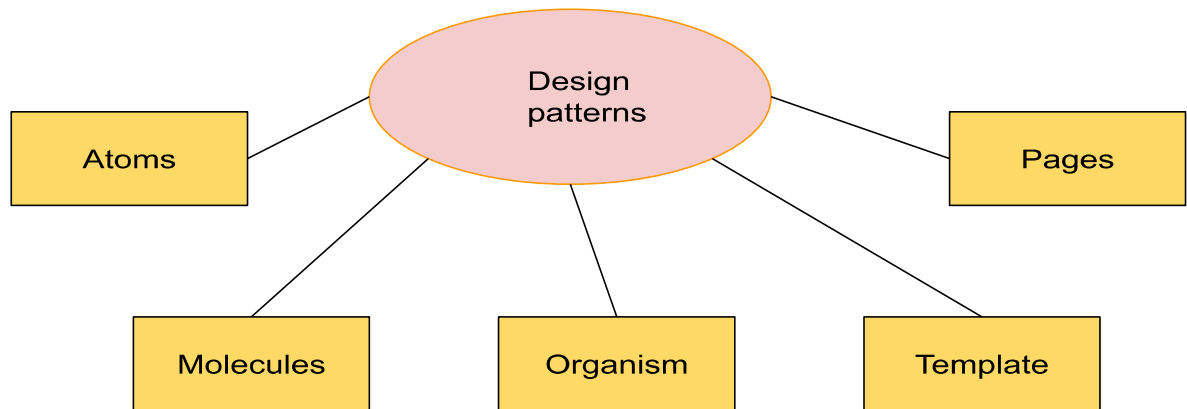 Design
patterns
Atoms
Pages
Molecules
Organism
Template